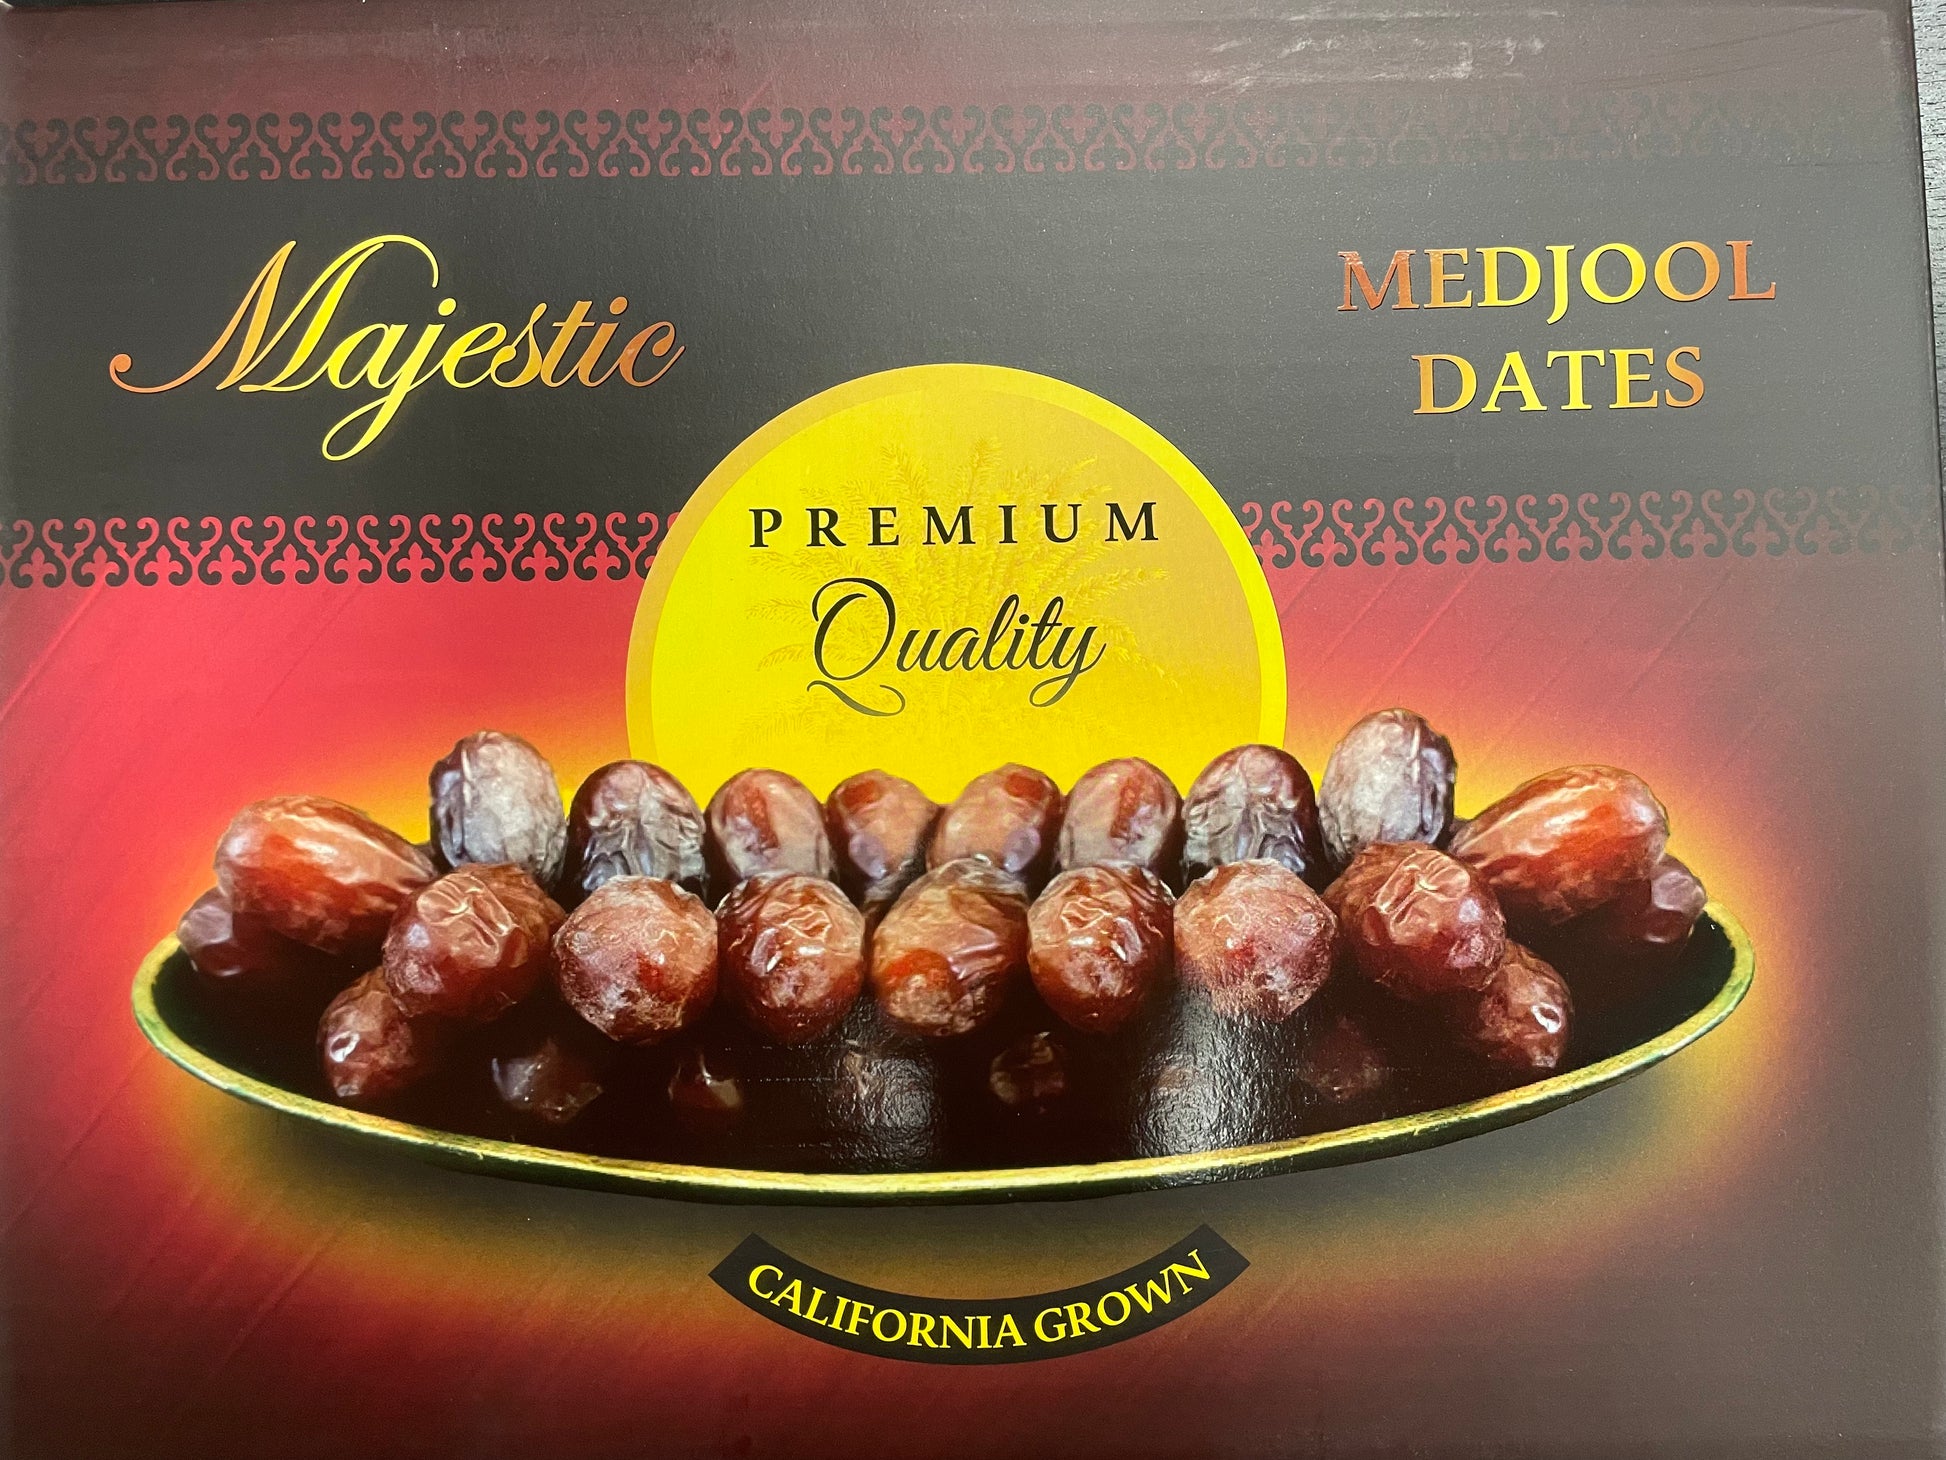 Majestic
MEDJOOL
DATES
PREMIUM
Quality
CALIFORNIA GROWN